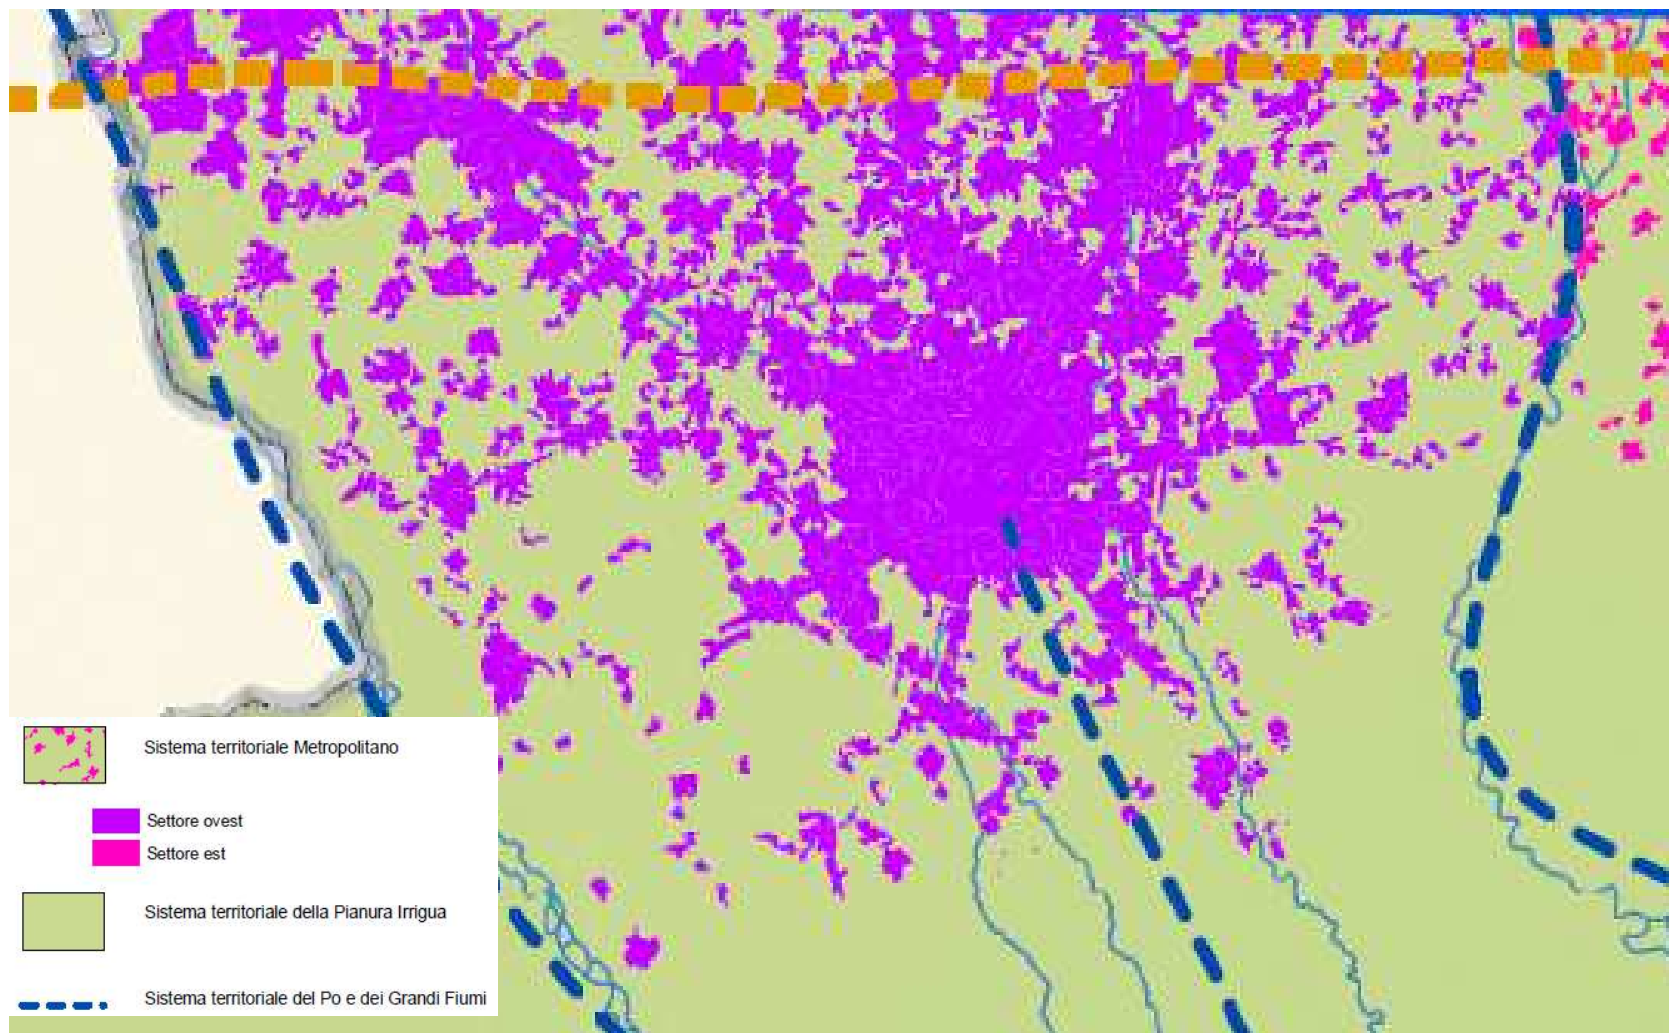 Sistema territoriale Metropolitano
Settore ovest
Settore est
Sistema territoriale della Pianura Irrigua
Sistema territoriale del Po e dei Grandi Fiumi